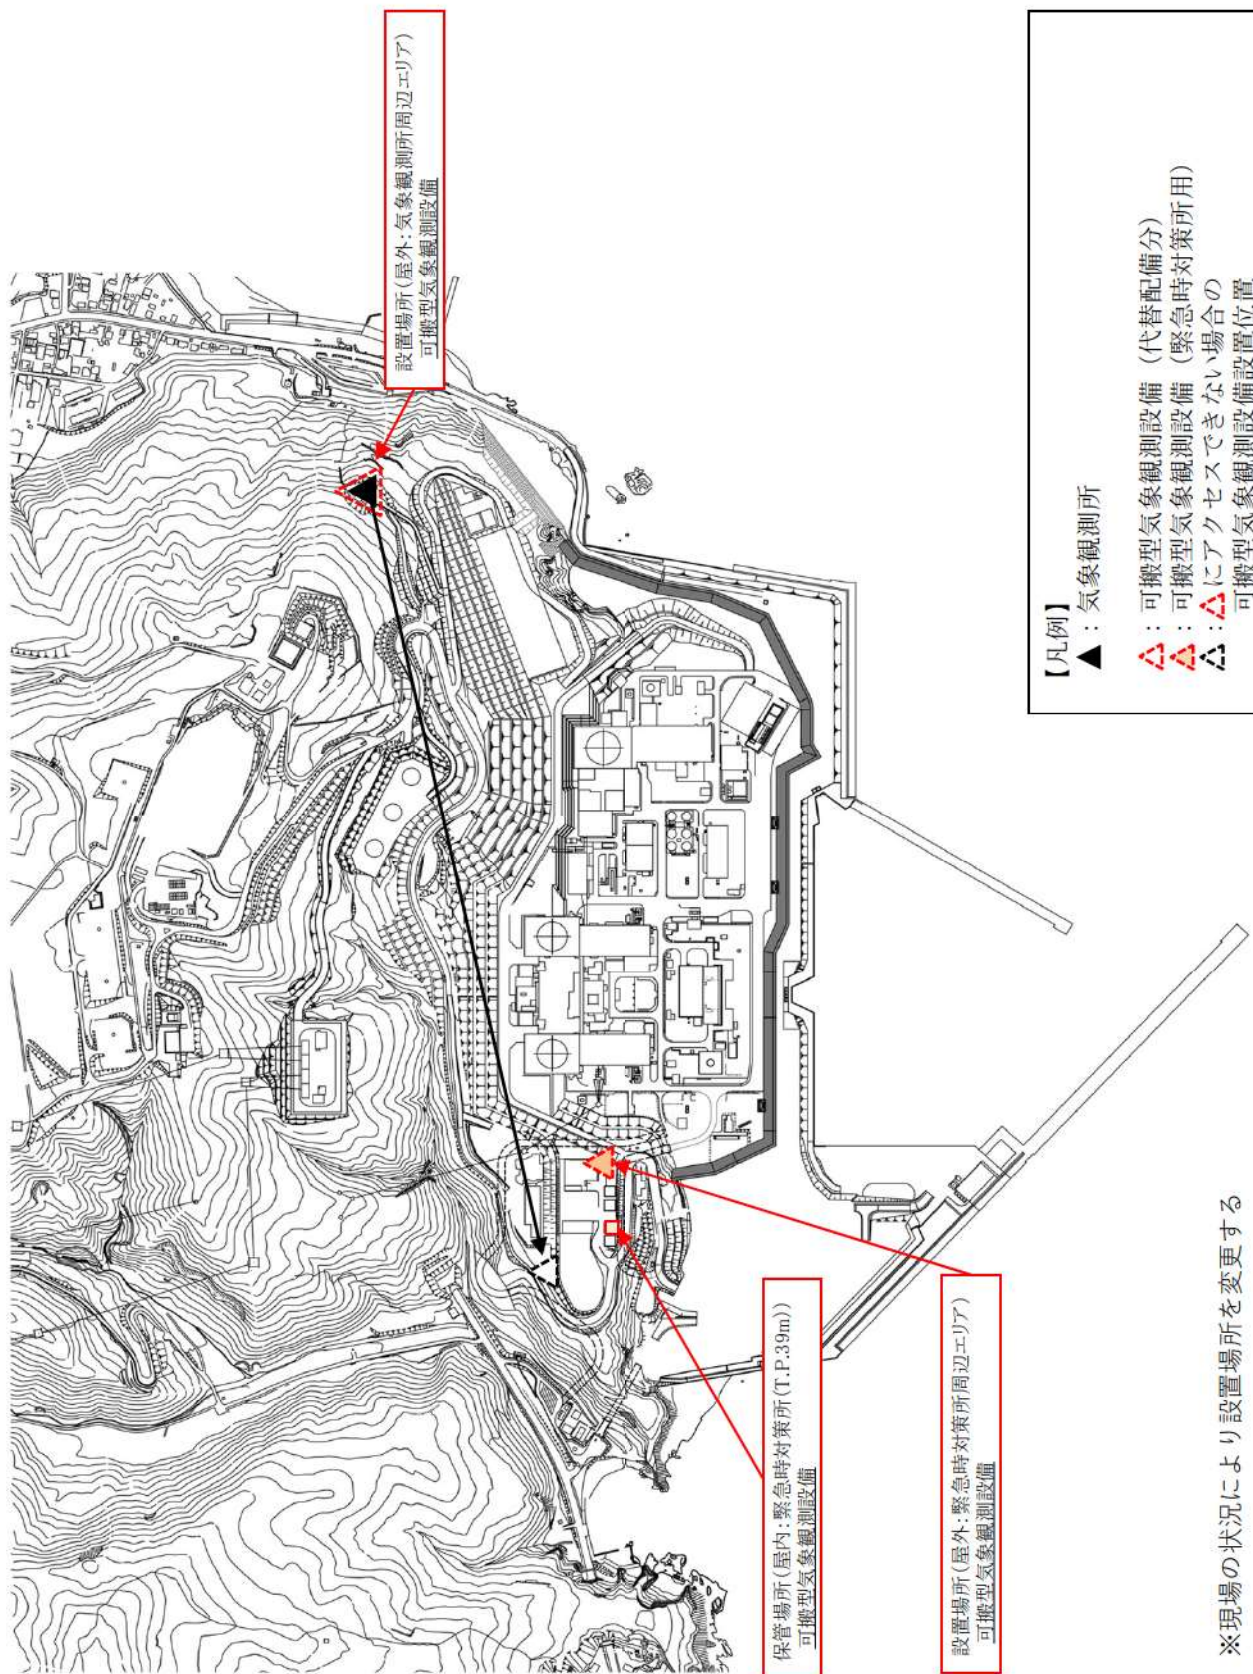 設置場所(屋外:気象観測所周辺エリア)
可搬型気象観測設備
保管場所(屋内:緊急時対策所(T.P.39m))
可搬型気象観測設備
設置場所(屋外:緊急時対策所周辺エリア)
可搬型気象観測設備
【凡例】
▲:気象観測所
:可搬型気象観測設備(代替配備分)
:可搬型気象観測設備(緊急時対策所用)
:にアクセスできない場合の
可搬型気象観測設備設置位置
※現場の状況により設置場所を変更する